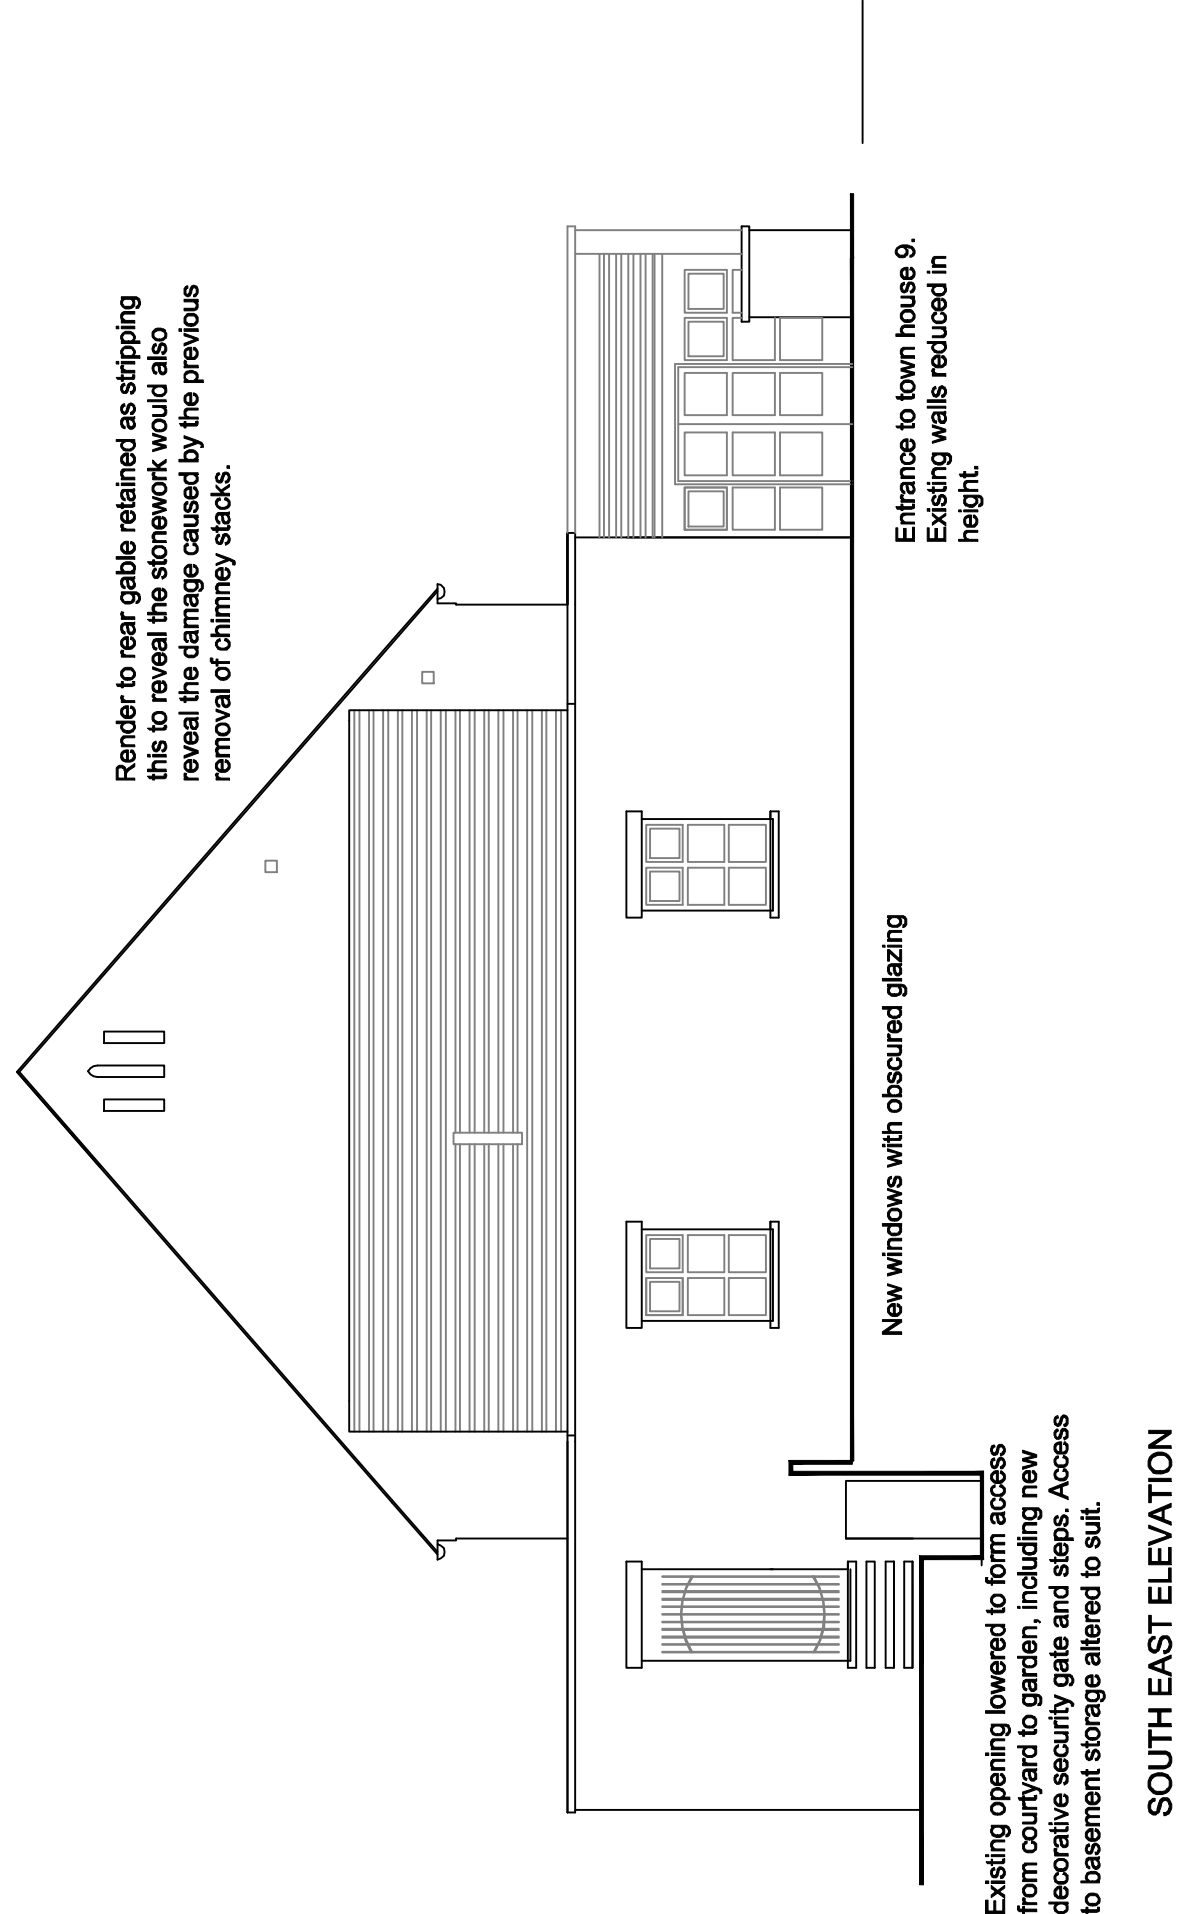 Render to rear gable retained as stripping
this to reveal the stonework would also
reveal the damage caused by the previous
removal of chimney stacks.
Entrance to town house 9.
Existing walls reduced in
height.
New windows with obscured glazing
Existing opening lowered to form access
from courtyard to garden, including new
decorative security gate and steps. Access
to basement storage altered to suit.
SOUTH EAST ELEVATION